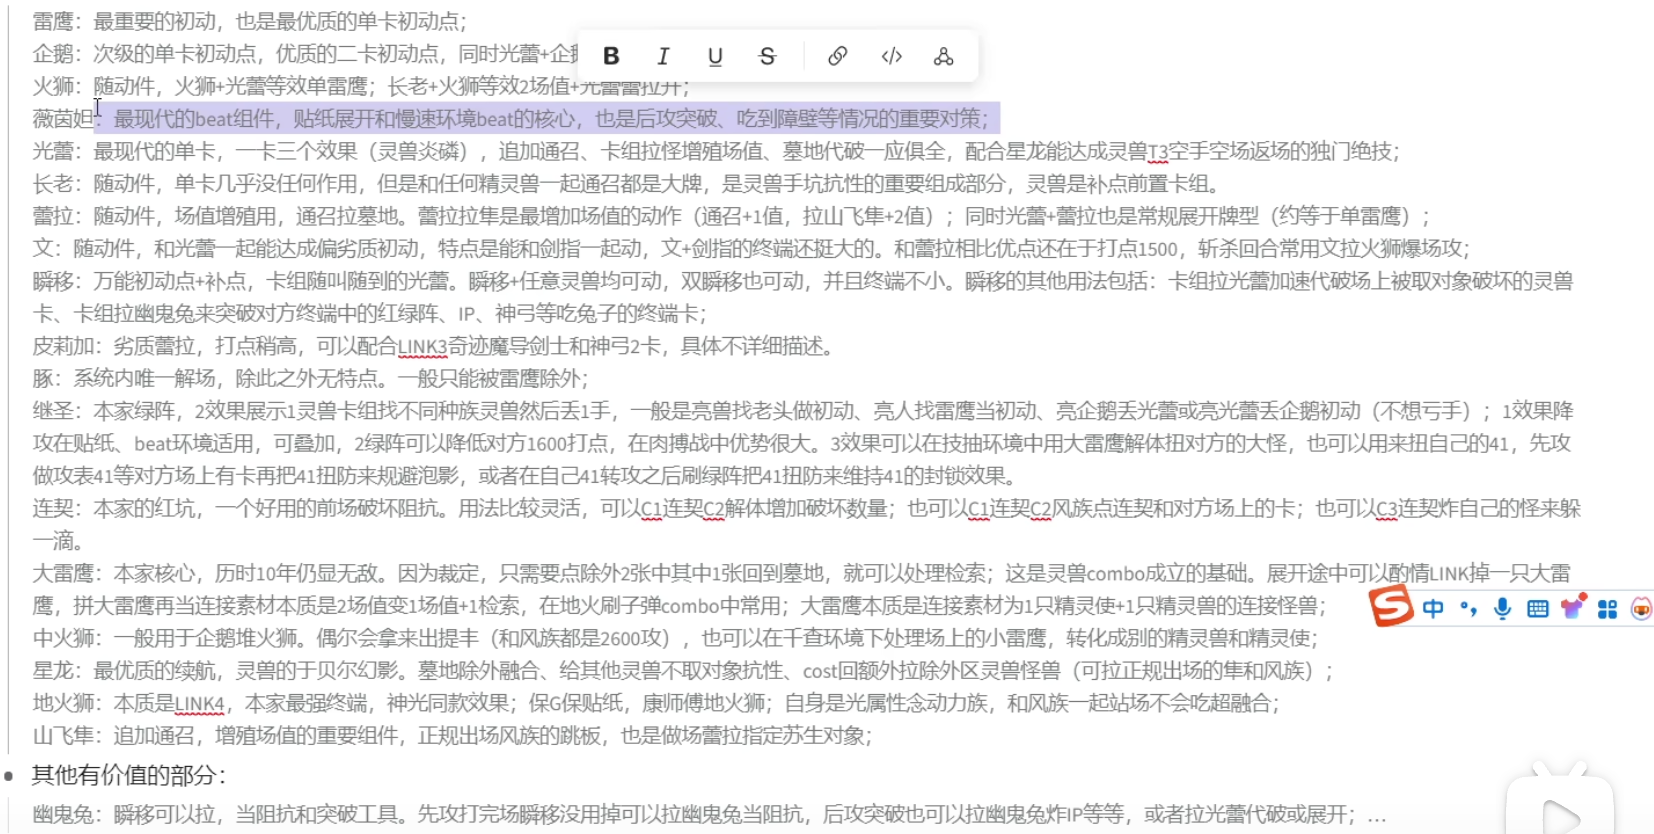 雷鹰：最重要的初动，也是最优质的单卡初动点；
企鹅：次级的单卡初动点，优质的二卡初动点，同时光蕾+企
B I U S </>
火狮：随动件，火狮+光蕾等效单雷鹰；长老+火狮等效2场值+光蕾蕾拉开；
薇茵妲：最现代的beat组件，贴纸展开和慢速环境beat的核心，也是后攻突破、吃到障壁等情况的重要对策；
光蕾：最现代的单卡，一卡三个效果（灵兽炎磷），追加通召、卡组拉怪增殖场值、墓地代破一应俱全，配合星龙能达成灵兽T3空手空场返场的独门绝技；
长老：随动件，单卡几乎没任何作用，但是和任何精灵兽一起通召都是大牌，是灵兽手坑抗性的重要组成部分，灵兽是补点前置卡组。
蕾拉：随动件，场值增殖用，通召拉墓地。蕾拉拉隼是最增加场值的动作（通召+1值，拉山飞隼+2值）；同时光蕾+蕾拉也是常规展开牌型（约等于单雷鹰）；
文：随动件，和光蕾一起能达成偏劣质初动，特点是能和剑指一起动，文+剑指的终端还挺大的。和蕾拉相比优点还在于打点1500，斩杀回合常用文拉火狮爆场攻；
瞬移：万能初动点+补点，卡组随叫随到的光蕾。瞬移+任意灵兽均可动，双瞬移也可动，并且终端不小。瞬移的其他用法包括：卡组拉光蕾加速代破场上被取对象破坏的灵兽
卡、卡组拉幽鬼兔来突破对方终端中的红绿阵、IP、神弓等吃兔子的终端卡；
皮莉加：劣质蕾拉，打点稍高，可以配合LINK3奇迹魔导剑士和神弓2卡，具体不详细描述。
豚：系统内唯一解场，除此之外无特点。一般只能被雷鹰除外；
继圣：本家绿阵，2效果展示1灵兽卡组找不同种族灵兽然后丢1手，一般是亮兽找老头做初动、亮人找雷鹰当初动、亮企鹅丢光蕾或亮光蕾丢企鹅初动（不想亏手）；1效果降
攻在贴纸、beat环境适用，可叠加，2绿阵可以降低对方1600打点，在肉搏战中优势很大。3效果可以在技抽环境中用大雷鹰解体扭对方的大怪，也可以用来扭自己的41，先攻
做攻表41等对方场上有卡再把41扭防来规避泡影，或者在自己41转攻之后刷绿阵把41扭防来维持41的封锁效果。
连契：本家的红坑，一个好用的前场破坏阻抗。用法比较灵活，可以C1连契C2解体增加破坏数量；也可以C1连契C2风族点连契和对方场上的卡；也可以C3连契炸自己的怪来躲
一滴。
大雷鹰：本家核心，历时10年仍显无敌。因为裁定，只需要点除外2张中其中1张回到墓地，就可以处理检索；这是灵兽combo成立的基础。展开途中可以酌情LINK掉一只大雷
鹰，拼大雷鹰再当连接素材本质是2场值变1场值+1检索，在地火刷子弹combo中常用；大雷鹰本质是连接素材为1只精灵使+1只精灵兽的连接怪兽；
S 中
中火狮：一般用于企鹅堆火狮。偶尔会拿来出提丰（和风族都是2600攻），也可以在千查环境下处理场上的小雷鹰，转化成别的精灵兽和精灵使；
星龙：最优质的续航，灵兽的于贝尔幻影。墓地除外融合、给其他灵兽不取对象抗性、cost回额外拉除外区灵兽怪兽（可拉正规出场的隼和风族）；
地火狮：本质是LINK4，本家最强终端，神光同款效果；保G保贴纸，康师傅地火狮；自身是光属性念动力族，和风族一起站场不会吃超融合；
山飞隼：追加通召，增殖场值的重要组件，正规出场风族的跳板，也是做场蕾拉指定苏生对象；
• 其他有价值的部分：
幽鬼兔：瞬移可以拉，当阻抗和突破工具。先攻打完场瞬移没用掉可以拉幽鬼兔当阻抗，后攻突破也可以拉幽鬼兔炸IP等等，或者拉光蕾代破或展开；…